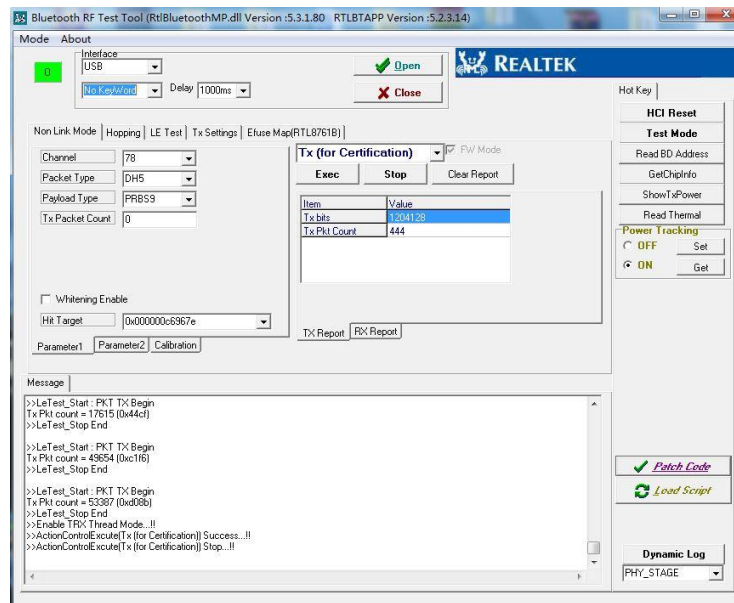 Bluetooth RF Test Tool (RtlBluetoothMP.dll Version :5.3.1.80 RTLBTAPP Version :5.2.3.14)
Mode About
Interface
0
USB
No KeyWord
Delay
1000ms
Open
Close
REALTEK
Hot Key
HCI Reset
Test Mode
Read BD Address
GetChipInfo
ShowTxPower
Read Thermal
Power Tracking
OFF
Set
ON
Get
Non Link Mode Hopping LE Test Tx Settings Efuse Map(RTL8761B)
Channel 78
Packet Type DH5
Payload Type PRBS9
Tx Packet Count 0
Whitening Enable
Hit Target 0x000000c6967e
Parameter1 Parameter2 Calibration
Tx (for Certification) FW Mode
Exec Stop Clear Report
Item Value
Tx bits 1204128
Tx Pkt Count 444
TX Report RX Report
Message
>>LeTest_Start : PKT TX Begin
Tx Pkt count = 17615 (0x44cf)
>>LeTest_Stop End
>>LeTest_Start : PKT TX Begin
Tx Pkt count = 49654 (0xc1f6)
>>LeTest_Stop End
>>LeTest_Start : PKT TX Begin
Tx Pkt count = 53387 (0xd08b)
>>LeTest_Stop End
>>Enable TRX Thread Mode...!!
>>ActionControlExcute(Tx (for Certification)) Success...!!
>>ActionControlExcute(Tx (for Certification)) Stop...!!
Patch Code
Load Script
Dynamic Log
PHY_STAGE